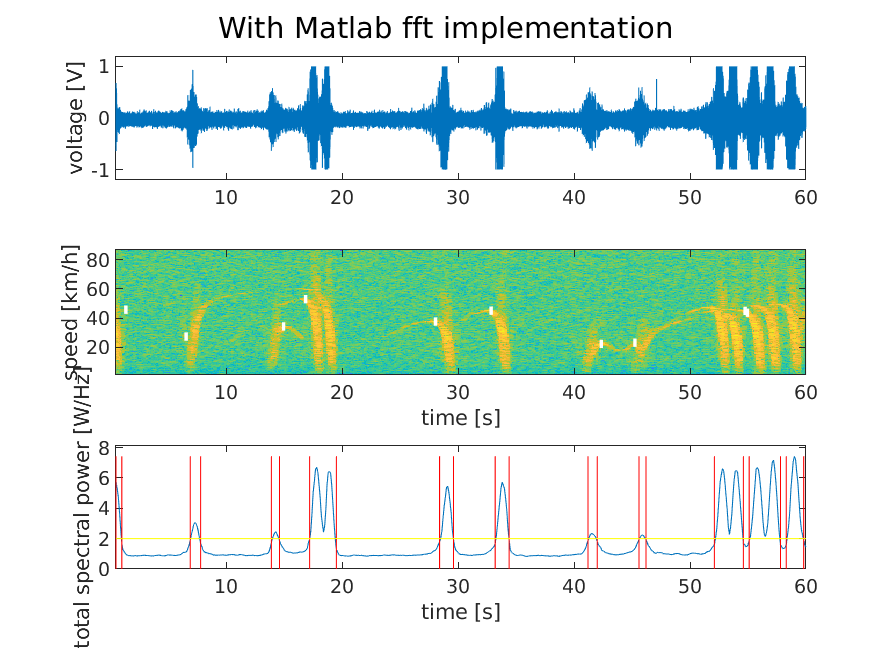 With Matlab fft implementation
voltage [V]
1
0
-1
10 20 30 40 50 60
speed [km/h]
80
60
40
20
10 20 30 40 50 60
time [s]
total spectral power [W/Hz]
8
6
4
2
0
10 20 30 40 50 60
time [s]